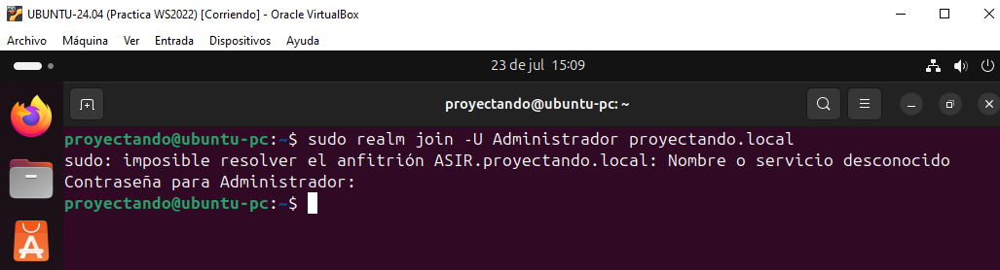 UBUNTU-24.04 (Practica WS2022) [Corriendo] - Oracle VirtualBox
Archivo Máquina Ver Entrada Dispositivos Ayuda
23 de jul 15:09
proyectando@ubuntu-pc: ~
proyectando@ubuntu-pc:~$ sudo realm join -U Administrador proyectando.local
sudo: imposible resolver el anfitrión ASIR.proyectando.local: Nombre o servicio desconocido
Contraseña para Administrador:
proyectando@ubuntu-pc:~$